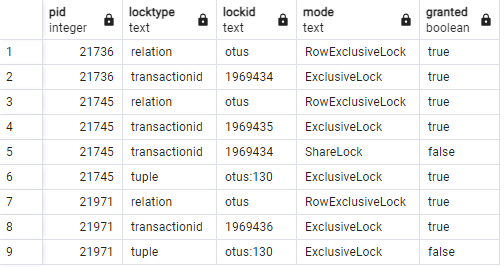 pid locktype lockid mode granted
integer text text text boolean
1 21736 relation otus RowExclusiveLock true
2 21736 transactionid 1969434 ExclusiveLock true
3 21745 relation otus RowExclusiveLock true
4 21745 transactionid 1969435 ExclusiveLock true
5 21745 transactionid 1969434 ShareLock false
6 21745 tuple otus:130 ExclusiveLock true
7 21971 relation otus RowExclusiveLock true
8 21971 transactionid 1969436 ExclusiveLock true
9 21971 tuple otus:130 ExclusiveLock false